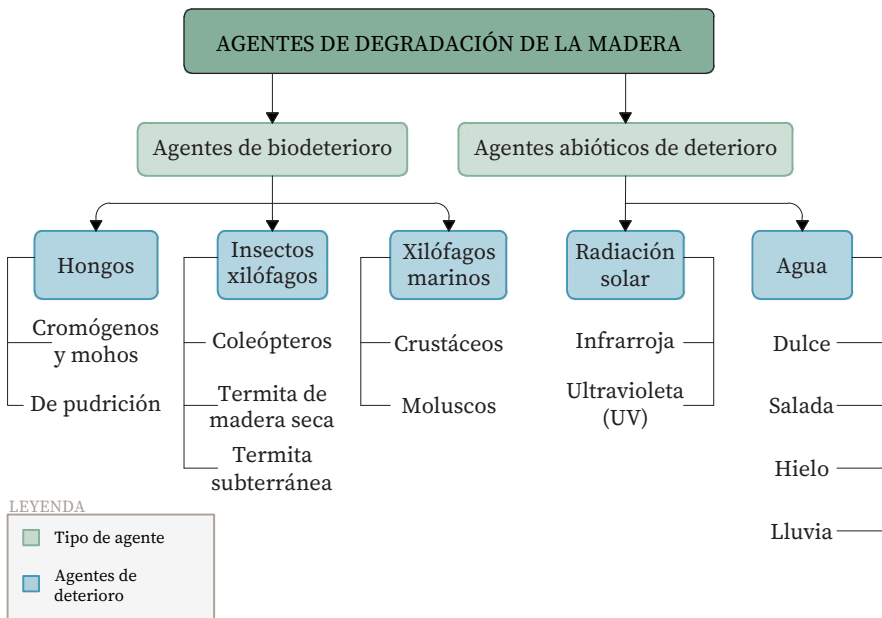 AGENTES DE DEGRADACIÓN DE LA MADERA
Agentes de biodeterioro
Agentes abióticos de deterioro
Hongos
Insectos
xilófagos
Xilófagos
marinos
Radiación
solar
Agua
Cromógenos
y mohos
De pudrición
Coleópteros
Termita de
madera seca
Termita
subterránea
Crustáceos
Moluscos
Infrarroja
Ultravioleta
(UV)
Dulce
Salada
Hielo
Lluvia
LEYENDA
Tipo de agente
Agentes de
deterioro